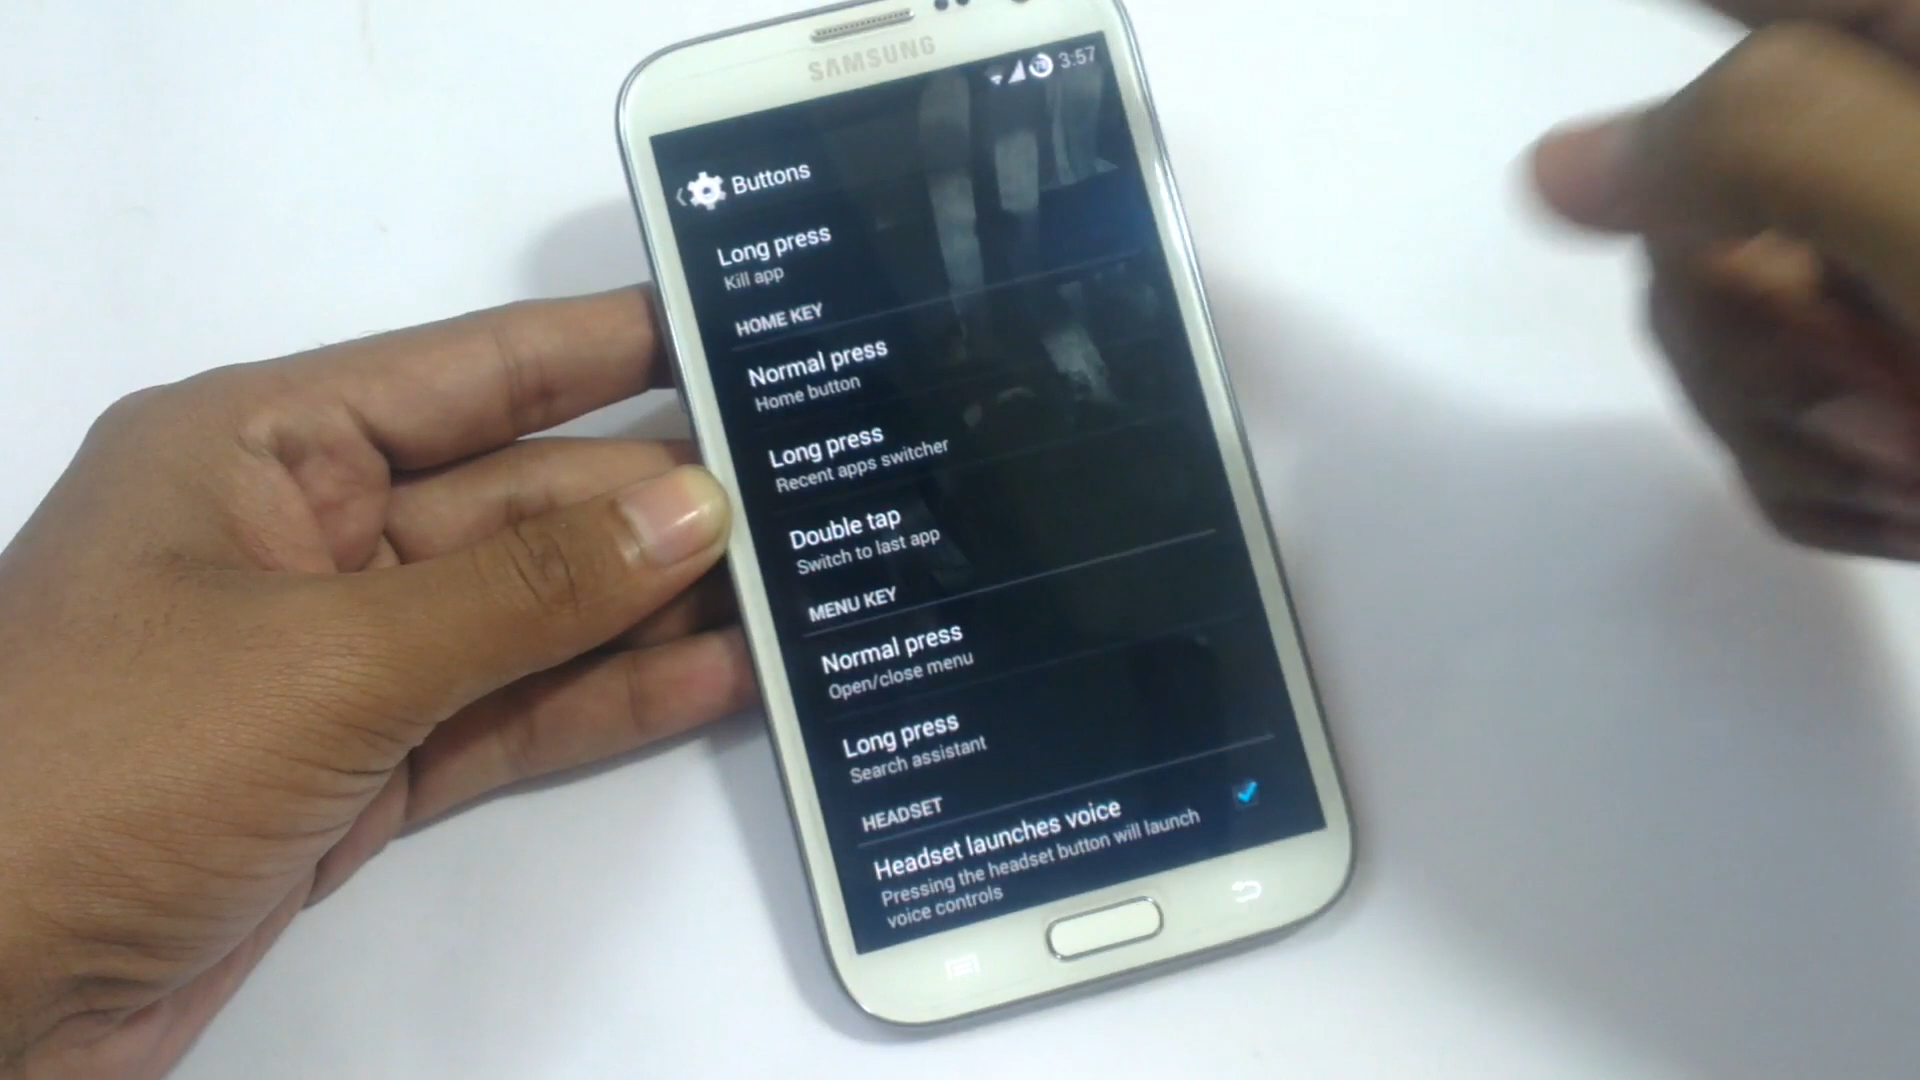 SAMSUNG
3:57
Buttons
Long press
Kill app
HOME KEY
Normal press
Home button
Long press
Recent apps switcher
Double tap
Switch to last app
MENU KEY
Normal press
Open/close menu
Long press
Search assistant
HEADSET
Headset launches voice
Pressing the headset button will launch
voice controls